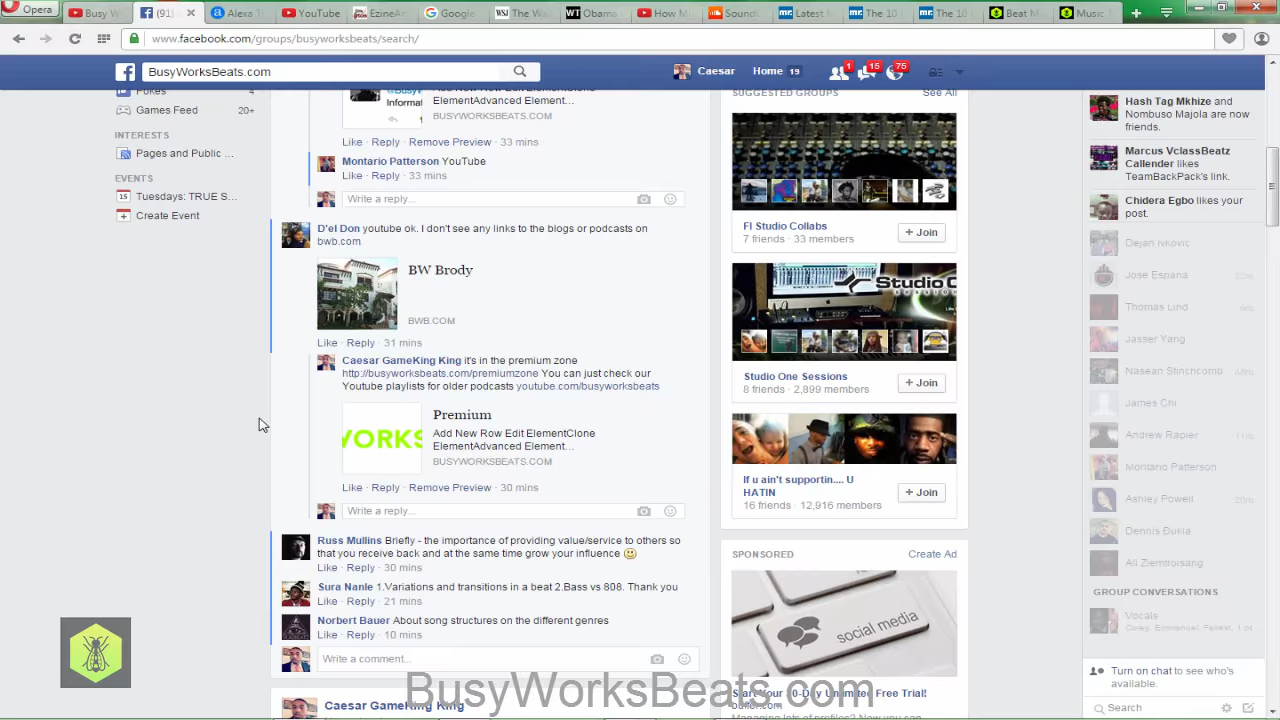 Opera
Busy W
(91)
Alexa T
YouTube
EzineAr
Google
The Wa
Obama
How Mu
Sounds
Latest
The 10
The 10
Beat M
Music
www.facebook.com/groups/busyworksbeats/search/
BusyWorksBeats.com
Caesar
Home 19
1
15
75
Pokes 4
Games Feed 20+
INTERESTS
Pages and Public ...
EVENTS
15 Tuesdays: TRUE S...
Create Event
Informal
Add New Row Edit ElementClone
ElementAdvanced Element...
BUSYWORKSBEATS.COM
Like · Reply · Remove Preview · 33 mins
Montario Patterson YouTube
Like · Reply · 33 mins
Write a reply...
D'el Don youtube ok. I don't see any links to the blogs or podcasts on
bwb.com
BW Brody
BWB.COM
Like · Reply · 31 mins
Caesar GameKing King it's in the premium zone
http://busyworksbeats.com/premiumzone You can just check our
Youtube playlists for older podcasts youtube.com/busyworksbeats
WORKS
Premium
Add New Row Edit ElementClone
ElementAdvanced Element...
BUSYWORKSBEATS.COM
Like · Reply · Remove Preview · 30 mins
Write a reply...
Russ Mullins Briefly - the importance of providing value/service to others so
that you receive back and at the same time grow your influence
Like · Reply · 30 mins
Sura Nanle 1.Variations and transitions in a beat 2.Bass vs 808. Thank you
Like · Reply · 21 mins
Norbert Bauer About song structures on the different genres
Like · Reply · 10 mins
Write a comment...
Caesar GameKing King
SUGGESTED GROUPS
See All
Fl Studio Collabs
7 friends · 33 members
+ Join
Studio O
SESSION
Studio One Sessions
8 friends · 2,899 members
+ Join
If u ain't supportin.... U
HATIN
16 friends · 12,916 members
+ Join
SPONSORED
Create Ad
social media
Start Your 30-Day Unlimited Free Trial!
buffer.com
Managing lots of profiles? Now you can
Hash Tag Mkhize and
Nombuso Majola are now
friends.
Marcus VclassBeatz
Callender likes
TeamBackPack's link.
Chidera Egbo likes your
post.
Dejan Ivkovic
Jose Espana
Thomas Lind
Jasser Yang
Nasean Stinchcomb
James Chi
Andrew Rapier
Montario Patterson
Ashley Powell
Dennis Đukla
Ali Ziemtroisang
GROUP CONVERSATIONS
Vocals
Turn on chat to see who's
available.
Search
BusyWorksBeats.com